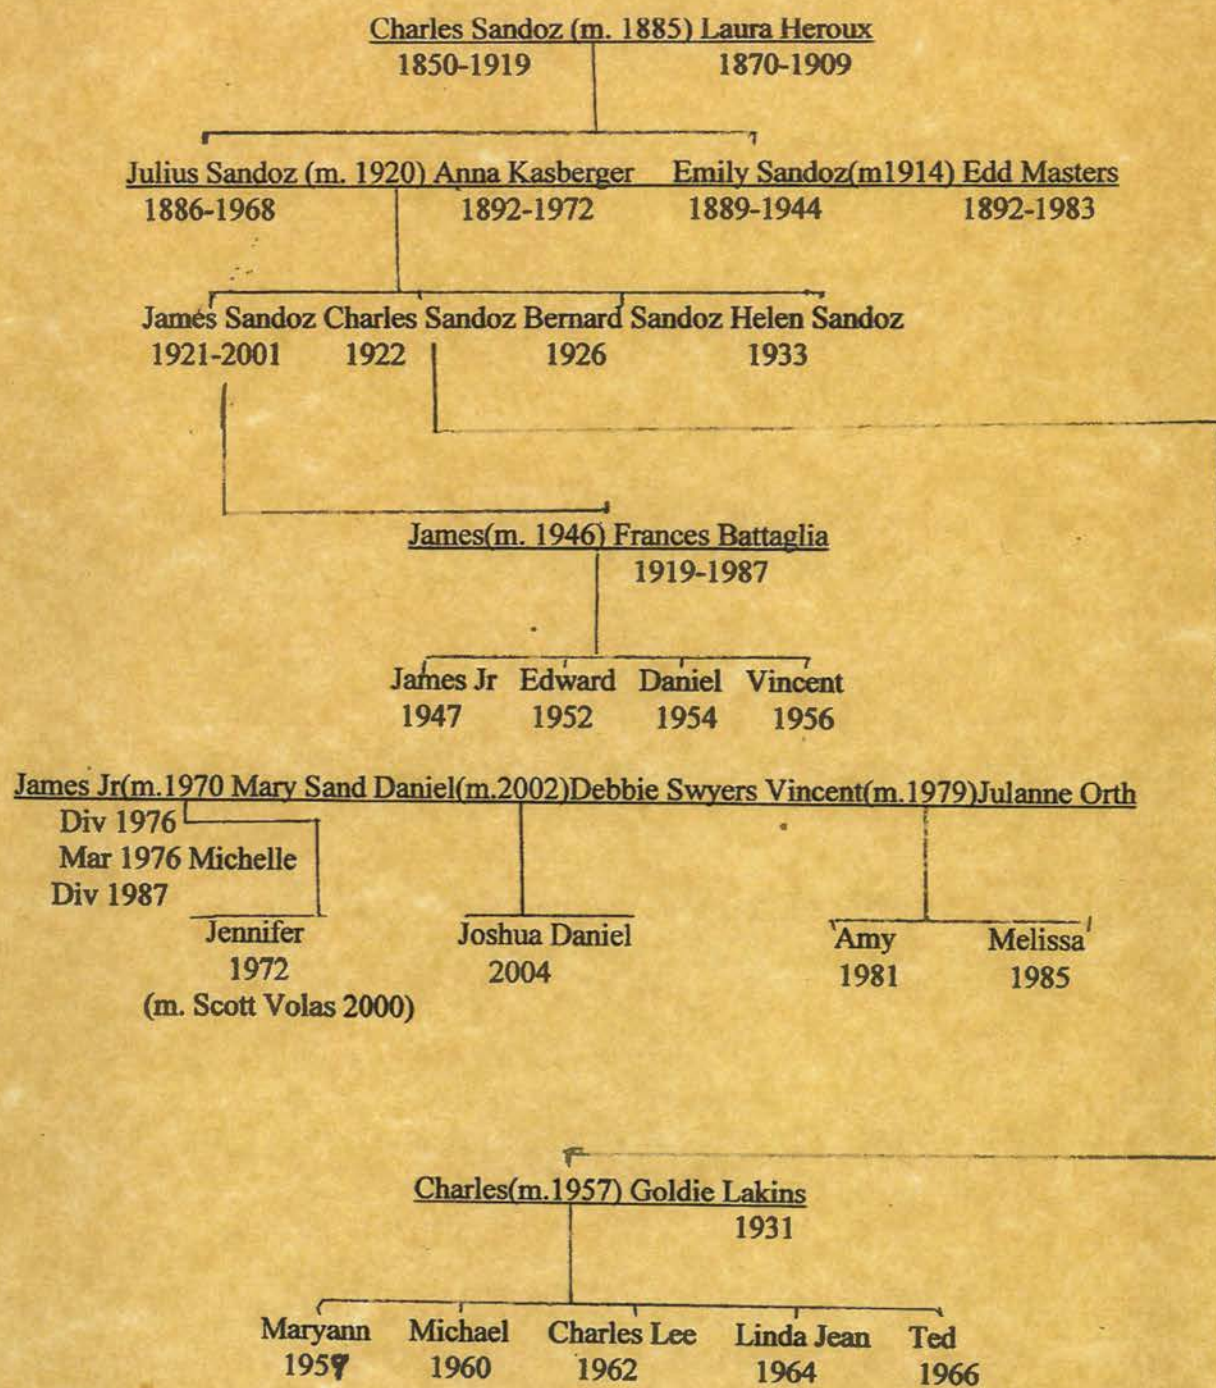 Charles Sandoz (m. 1885) Laura Heroux
1850-1919 1870-1909
Julius Sandoz (m. 1920) Anna Kasberger Emily Sandoz(m1914) Edd Masters
1886-1968 1892-1972 1889-1944 1892-1983
James Sandoz Charles Sandoz Bernard Sandoz Helen Sandoz
1921-2001 1922 1926 1933
James(m. 1946) Frances Battaglia
1919-1987
James Jr Edward Daniel Vincent
1947 1952 1954 1956
James Jr(m.1970 Mary Sand Daniel(m.2002)Debbie Swyers Vincent(m.1979)Julanne Orth
Div 1976
Mar 1976 Michelle
Div 1987
Jennifer Joshua Daniel Amy Melissa
1972 2004 1981 1985
(m. Scott Volas 2000)
Charles(m.1957) Goldie Lakins
1931
Maryann Michael Charles Lee Linda Jean Ted
1959 1960 1962 1964 1966